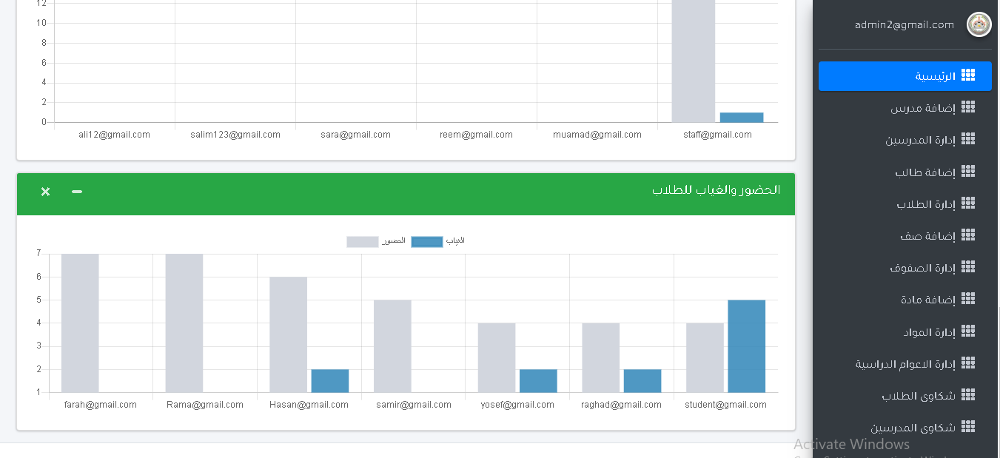 admin2@gmail.com
الرئيسية
إضافة مدرس
إدارة المدرسين
إضافة طالب
إدارة الطلاب
إضافة صف
إدارة الصفوف
إضافة مادة
إدارة المواد
إدارة الاعوام الدراسية
شكاوى الطلاب
شكاوى المدرسين
12
10
8
6
4
2
0
ali12@gmail.com salim123@gmail.com sara@gmail.com reem@gmail.com muamad@gmail.com staff@gmail.com
الحضور والغياب للطلاب
الحضور الغياب
7
6
5
4
3
2
1
farah@gmail.com Rama@gmail.com Hasan@gmail.com samir@gmail.com yosef@gmail.com raghad@gmail.com student@gmail.com
Activate Windows